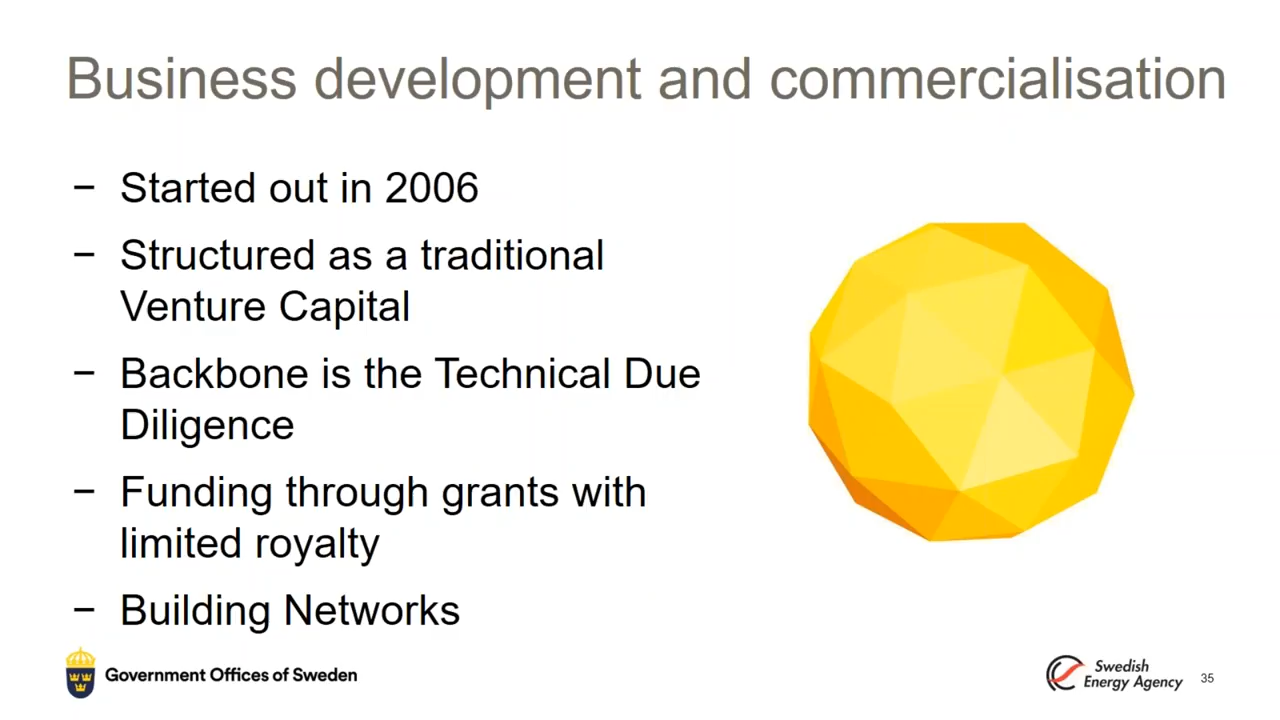 Business development and commercialisation
− Started out in 2006
− Structured as a traditional
Venture Capital
− Backbone is the Technical Due
Diligence
− Funding through grants with
limited royalty
− Building Networks
Government Offices of Sweden
Swedish
Energy Agency
35